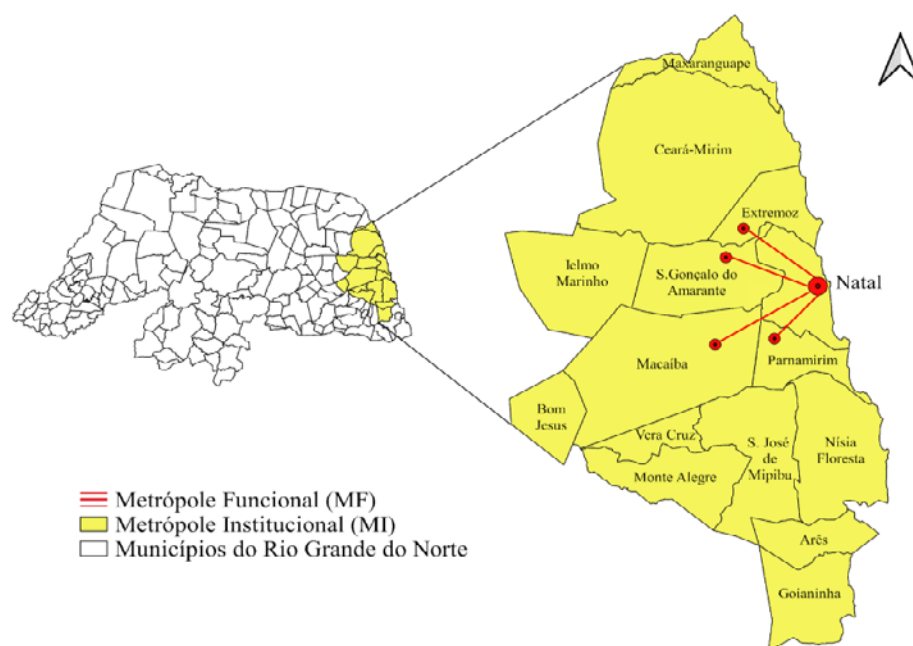 Maxaranguape
Ceará-Mirim
Extremoz
Ielmo
Marinho
S.Gonçalo do
Amarante
Natal
Macaíba
Parnamirim
Bom
Jesus
Vera Cruz
S. José
de
Mipibu
Nísia
Floresta
Monte Alegre
Arês
Goianinha
Metrópole Funcional (MF)
Metrópole Institucional (MI)
Municípios do Rio Grande do Norte